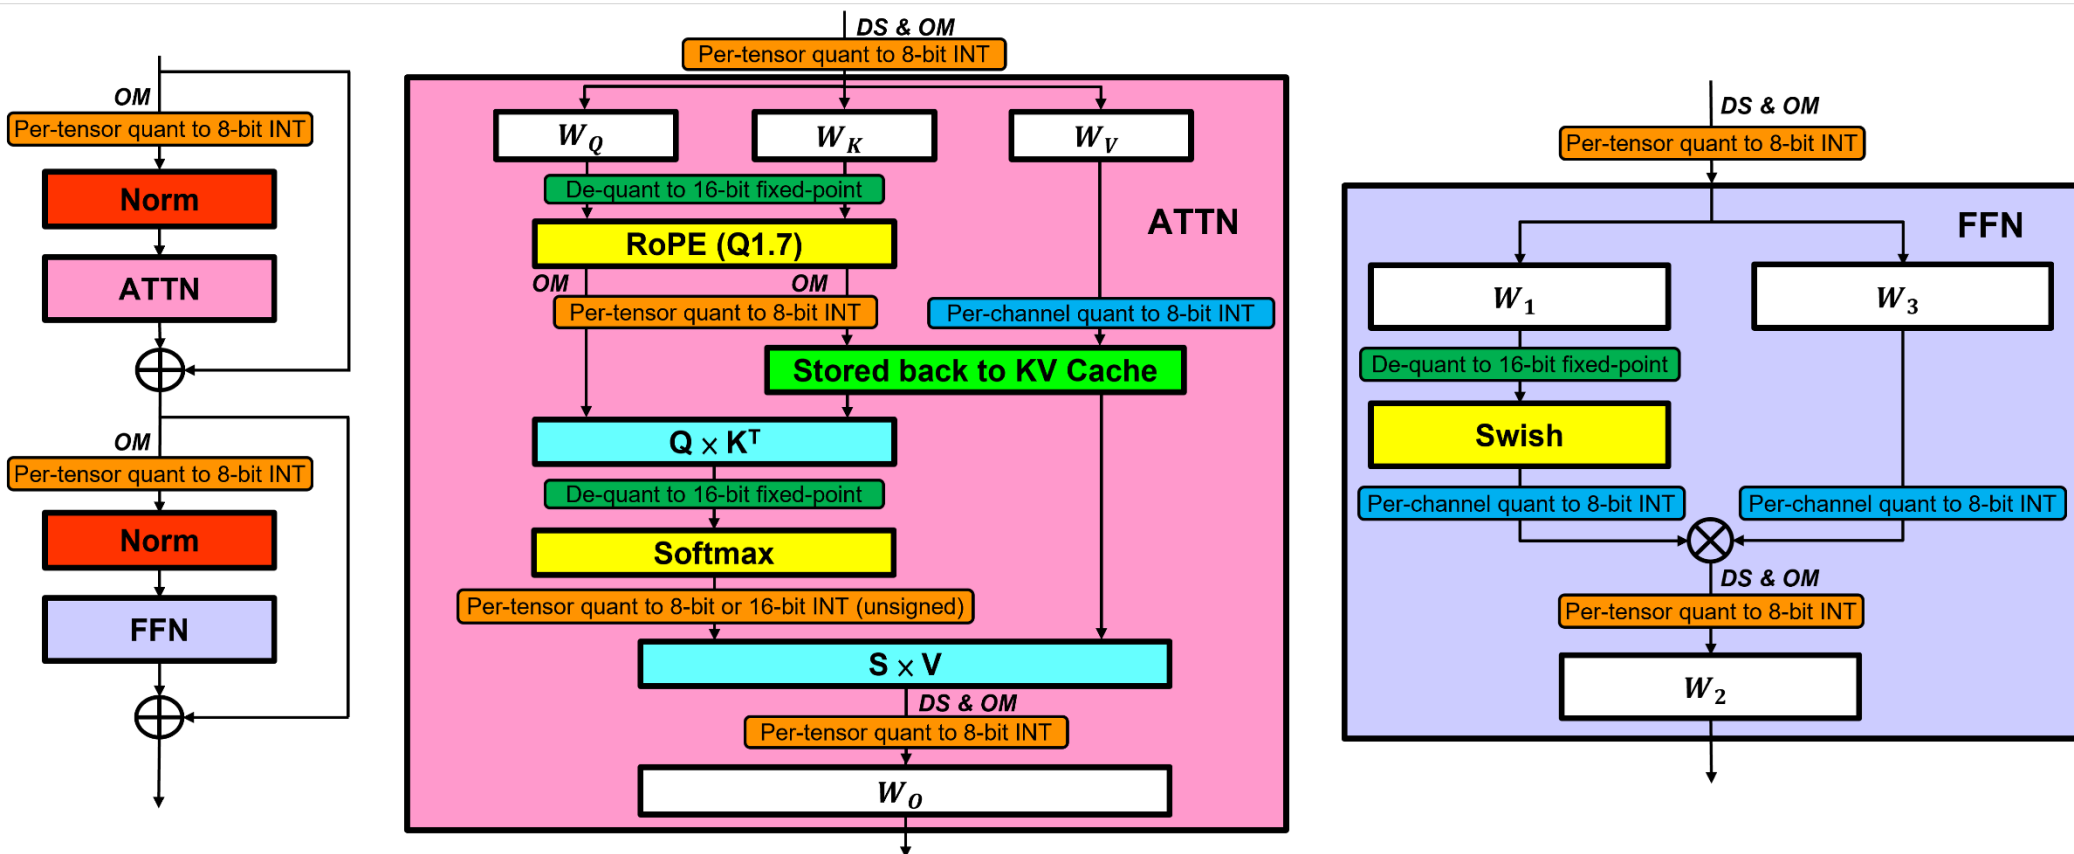 OM
Per-tensor quant to 8-bit INT
Norm
ATTN
OM
Per-tensor quant to 8-bit INT
Norm
FFN
DS & OM
Per-tensor quant to 8-bit INT
W_Q
W_K
W_V
De-quant to 16-bit fixed-point
ATTN
RoPE (Q1.7)
OM
OM
Per-tensor quant to 8-bit INT
Per-channel quant to 8-bit INT
Stored back to KV Cache
Q × Kᵀ
De-quant to 16-bit fixed-point
Softmax
Per-tensor quant to 8-bit or 16-bit INT (unsigned)
S × V
DS & OM
Per-tensor quant to 8-bit INT
W_O
DS & OM
Per-tensor quant to 8-bit INT
FFN
W₁
W₃
De-quant to 16-bit fixed-point
Swish
Per-channel quant to 8-bit INT
Per-channel quant to 8-bit INT
DS & OM
Per-tensor quant to 8-bit INT
W₂